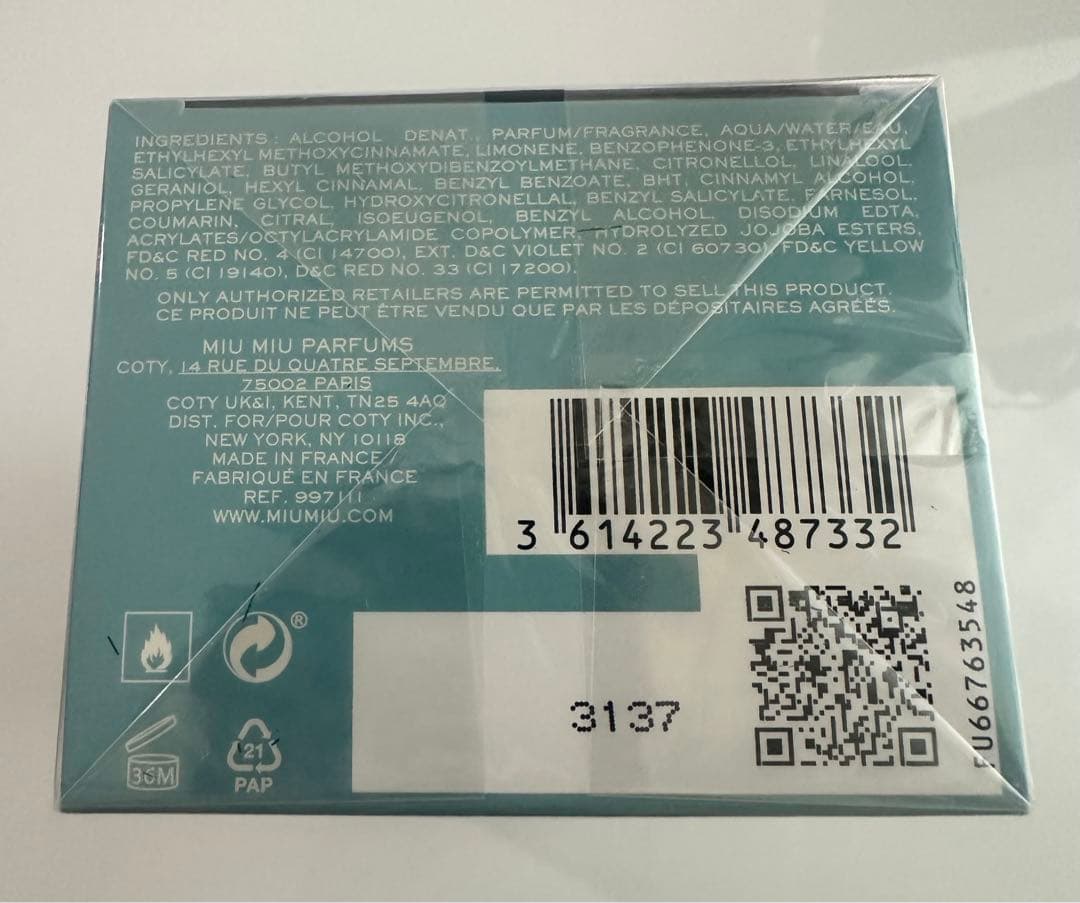 INGREDIENTS : ALCOHOL DENAT., PARFUM/FRAGRANCE, AQUA/WATER/EAU,
ETHYLHEXYL METHOXYCINNAMATE, LIMONENE, BENZOPHENONE-3, ETHYLHEXYL
SALICYLATE, BUTYL METHOXYDIBENZOYLMETHANE, CITRONELLOL, LINALOOL,
GERANIOL, HEXYL CINNAMAL, BENZYL BENZOATE, BHT, CINNAMYL ALCOHOL,
PROPYLENE GLYCOL, HYDROXYCITRONELLAL, BENZYL SALICYLATE, FARNESOL,
COUMARIN, CITRAL, ISOEUGENOL, BENZYL ALCOHOL, DISODIUM EDTA,
ACRYLATES/OCTYLACRYLAMIDE COPOLYMER, HYDROLYZED JOJOBA ESTERS,
FD&C RED NO. 4 (CI 14700), EXT. D&C VIOLET NO. 2 (CI 60730), FD&C YELLOW
NO. 5 (CI 19140), D&C RED NO. 33 (CI 17200).
ONLY AUTHORIZED RETAILERS ARE PERMITTED TO SELL THIS PRODUCT.
CE PRODUIT NE PEUT ÊTRE VENDU QUE PAR LES DÉPOSITAIRES AGRÉÉS.
MIU MIU PARFUMS
COTY, 14 RUE DU QUATRE SEPTEMBRE,
75002 PARIS
COTY UK&I, KENT, TN25 4AQ
DIST. FOR/POUR COTY INC.,
NEW YORK, NY 10118
MADE IN FRANCE/
FABRIQUÉ EN FRANCE
REF. 997111
WWW.MIUMIU.COM
3 614223 487332
®
36M
21
PAP
3137
EU66763548